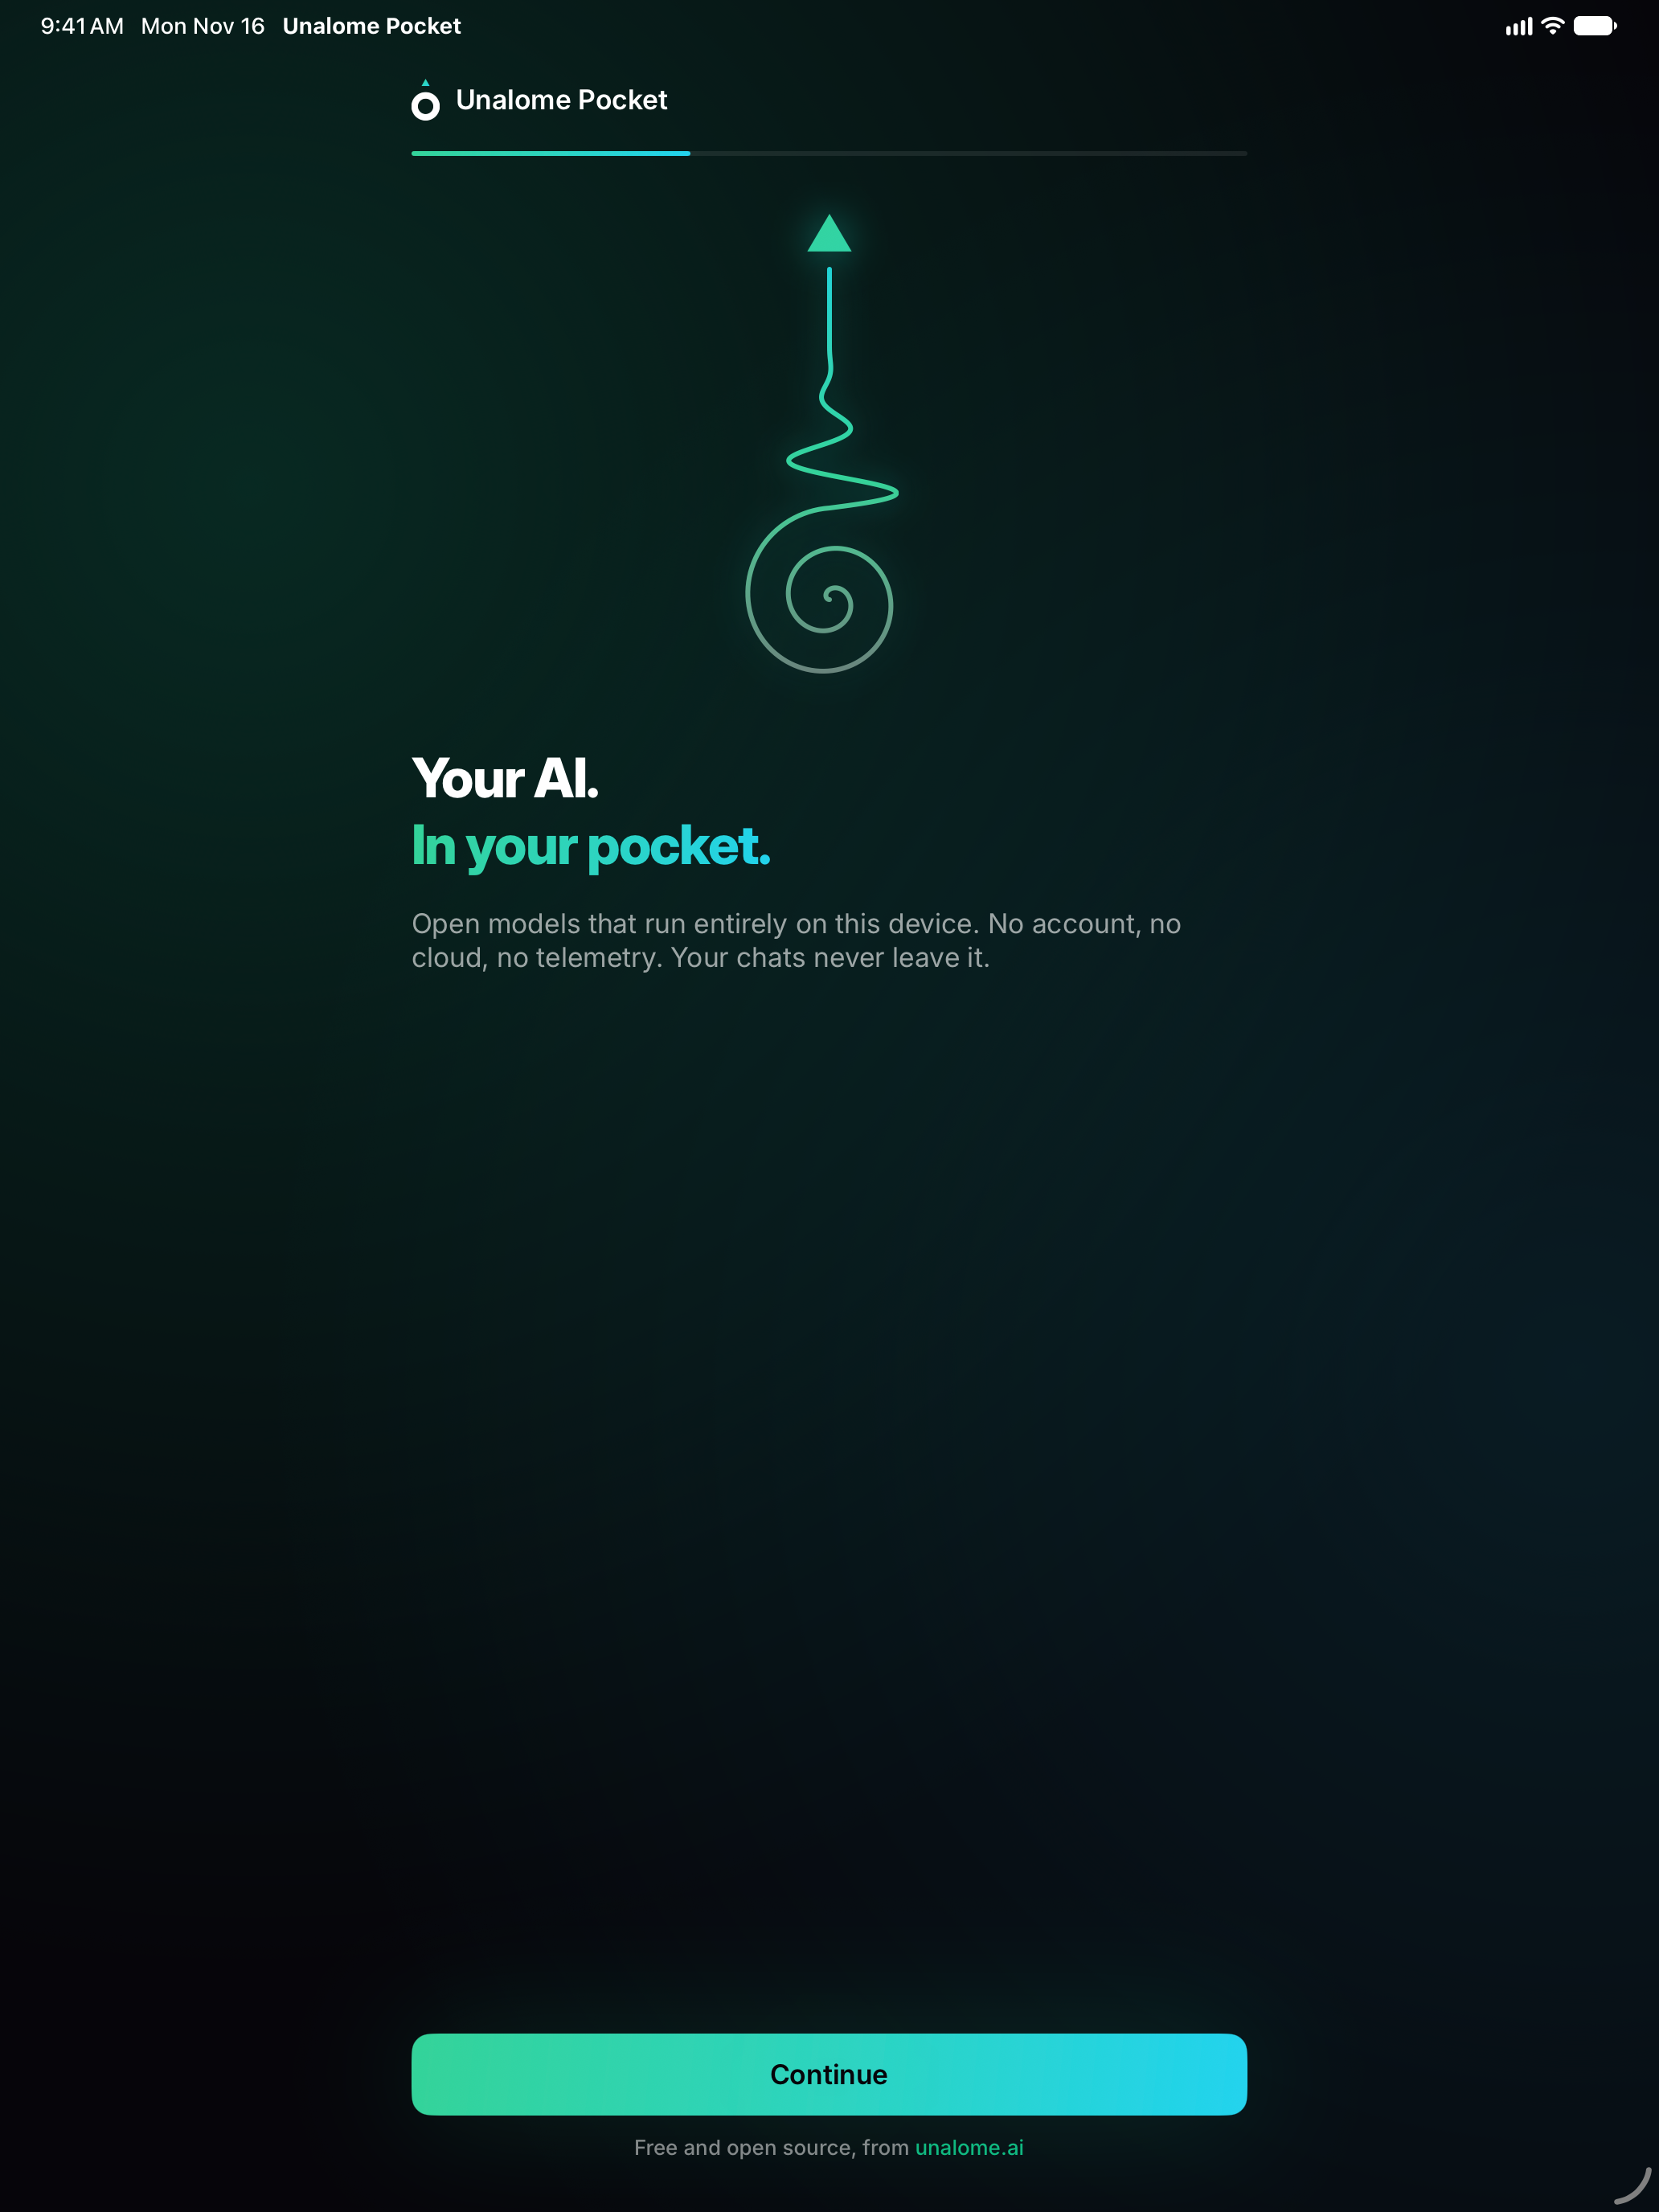 9:41 AM Mon Nov 16 Unalome Pocket
Unalome Pocket
Your AI.
In your pocket.
Open models that run entirely on this device. No account, no
cloud, no telemetry. Your chats never leave it.
Continue
Free and open source, from unalome.ai